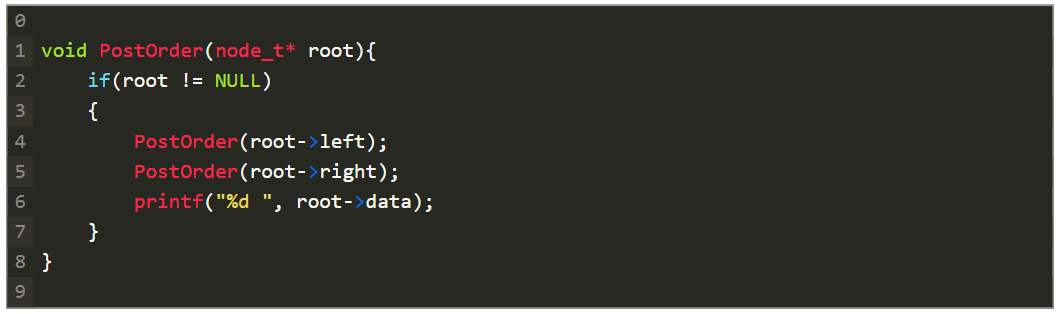 0
1 void PostOrder(node_t* root){
2     if(root != NULL)
3     {
4         PostOrder(root->left);
5         PostOrder(root->right);
6         printf("%d ", root->data);
7     }
8 }
9